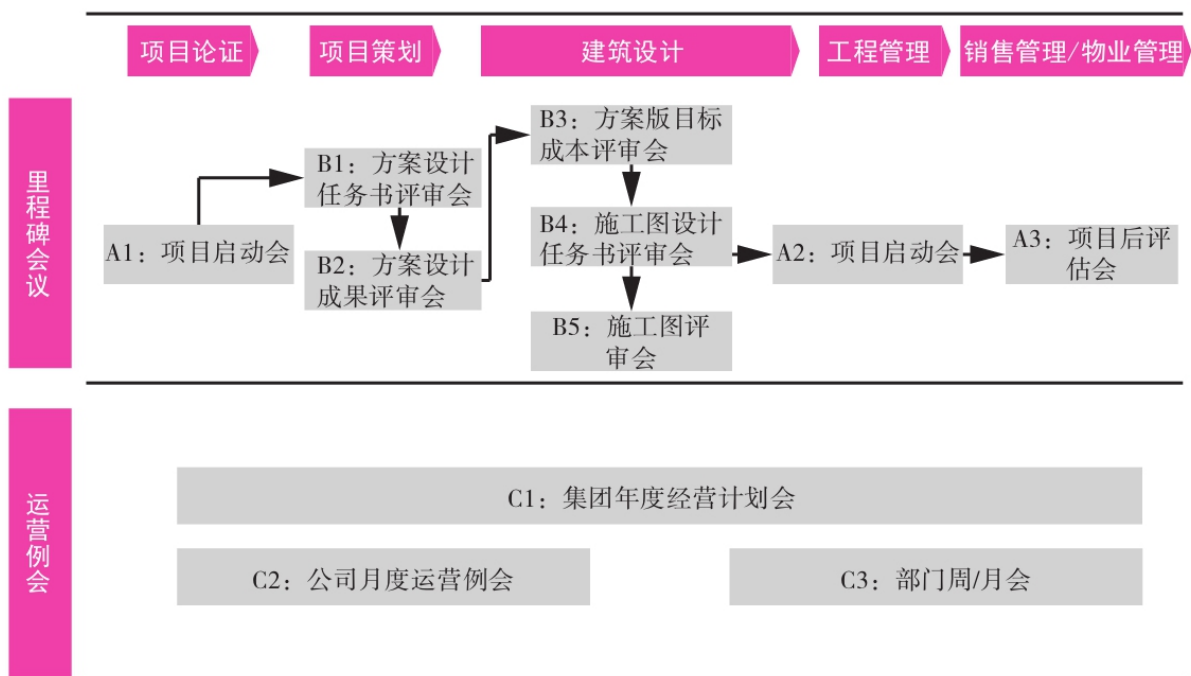 项目论证
项目策划
建筑设计
工程管理
销售管理/物业管理
里程碑会议
A1：项目启动会
B1：方案设计
任务书评审会
B2：方案设计
成果评审会
B3：方案版目标
成本评审会
B4：施工图设计
任务书评审会
B5：施工图评
审会
A2：项目启动会
A3：项目后评
估会
运营例会
C1：集团年度经营计划会
C2：公司月度运营例会
C3：部门周/月会